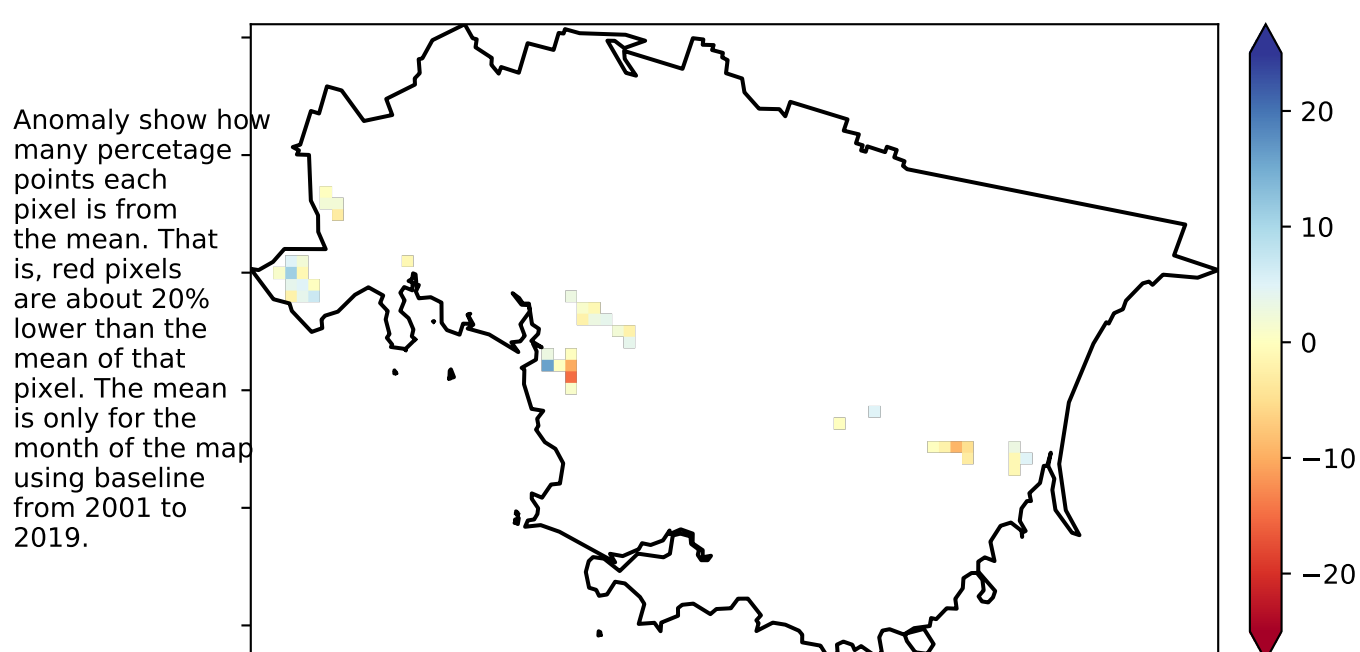 Anomaly show how
many percetage
points each
pixel is from
the mean. That
is, red pixels
are about 20%
lower than the
mean of that
pixel. The mean
is only for the
month of the map
using baseline
from 2001 to
2019.
20
10
0
−10
−20